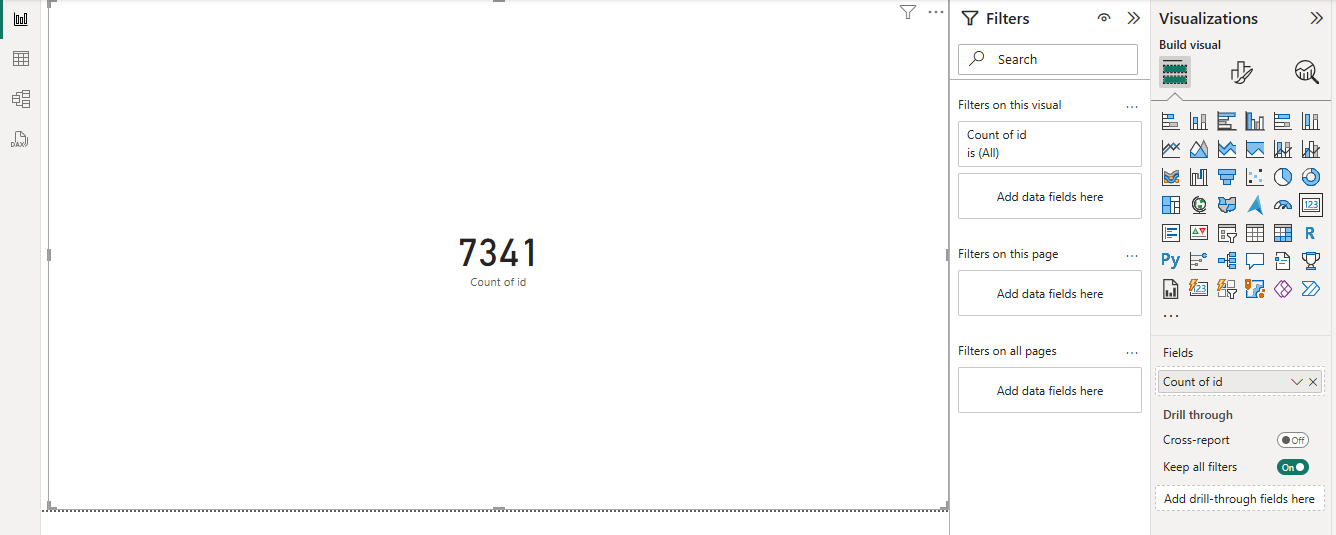 DAX
7341
Count of id
Filters
Search
Filters on this visual
...
Count of id
is (All)
Add data fields here
Filters on this page
...
Add data fields here
Filters on all pages
...
Add data fields here
Visualizations
Build visual
123
R
Py
123
...
Fields
Count of id
Drill through
Cross-report
Off
Keep all filters
On
Add drill-through fields here